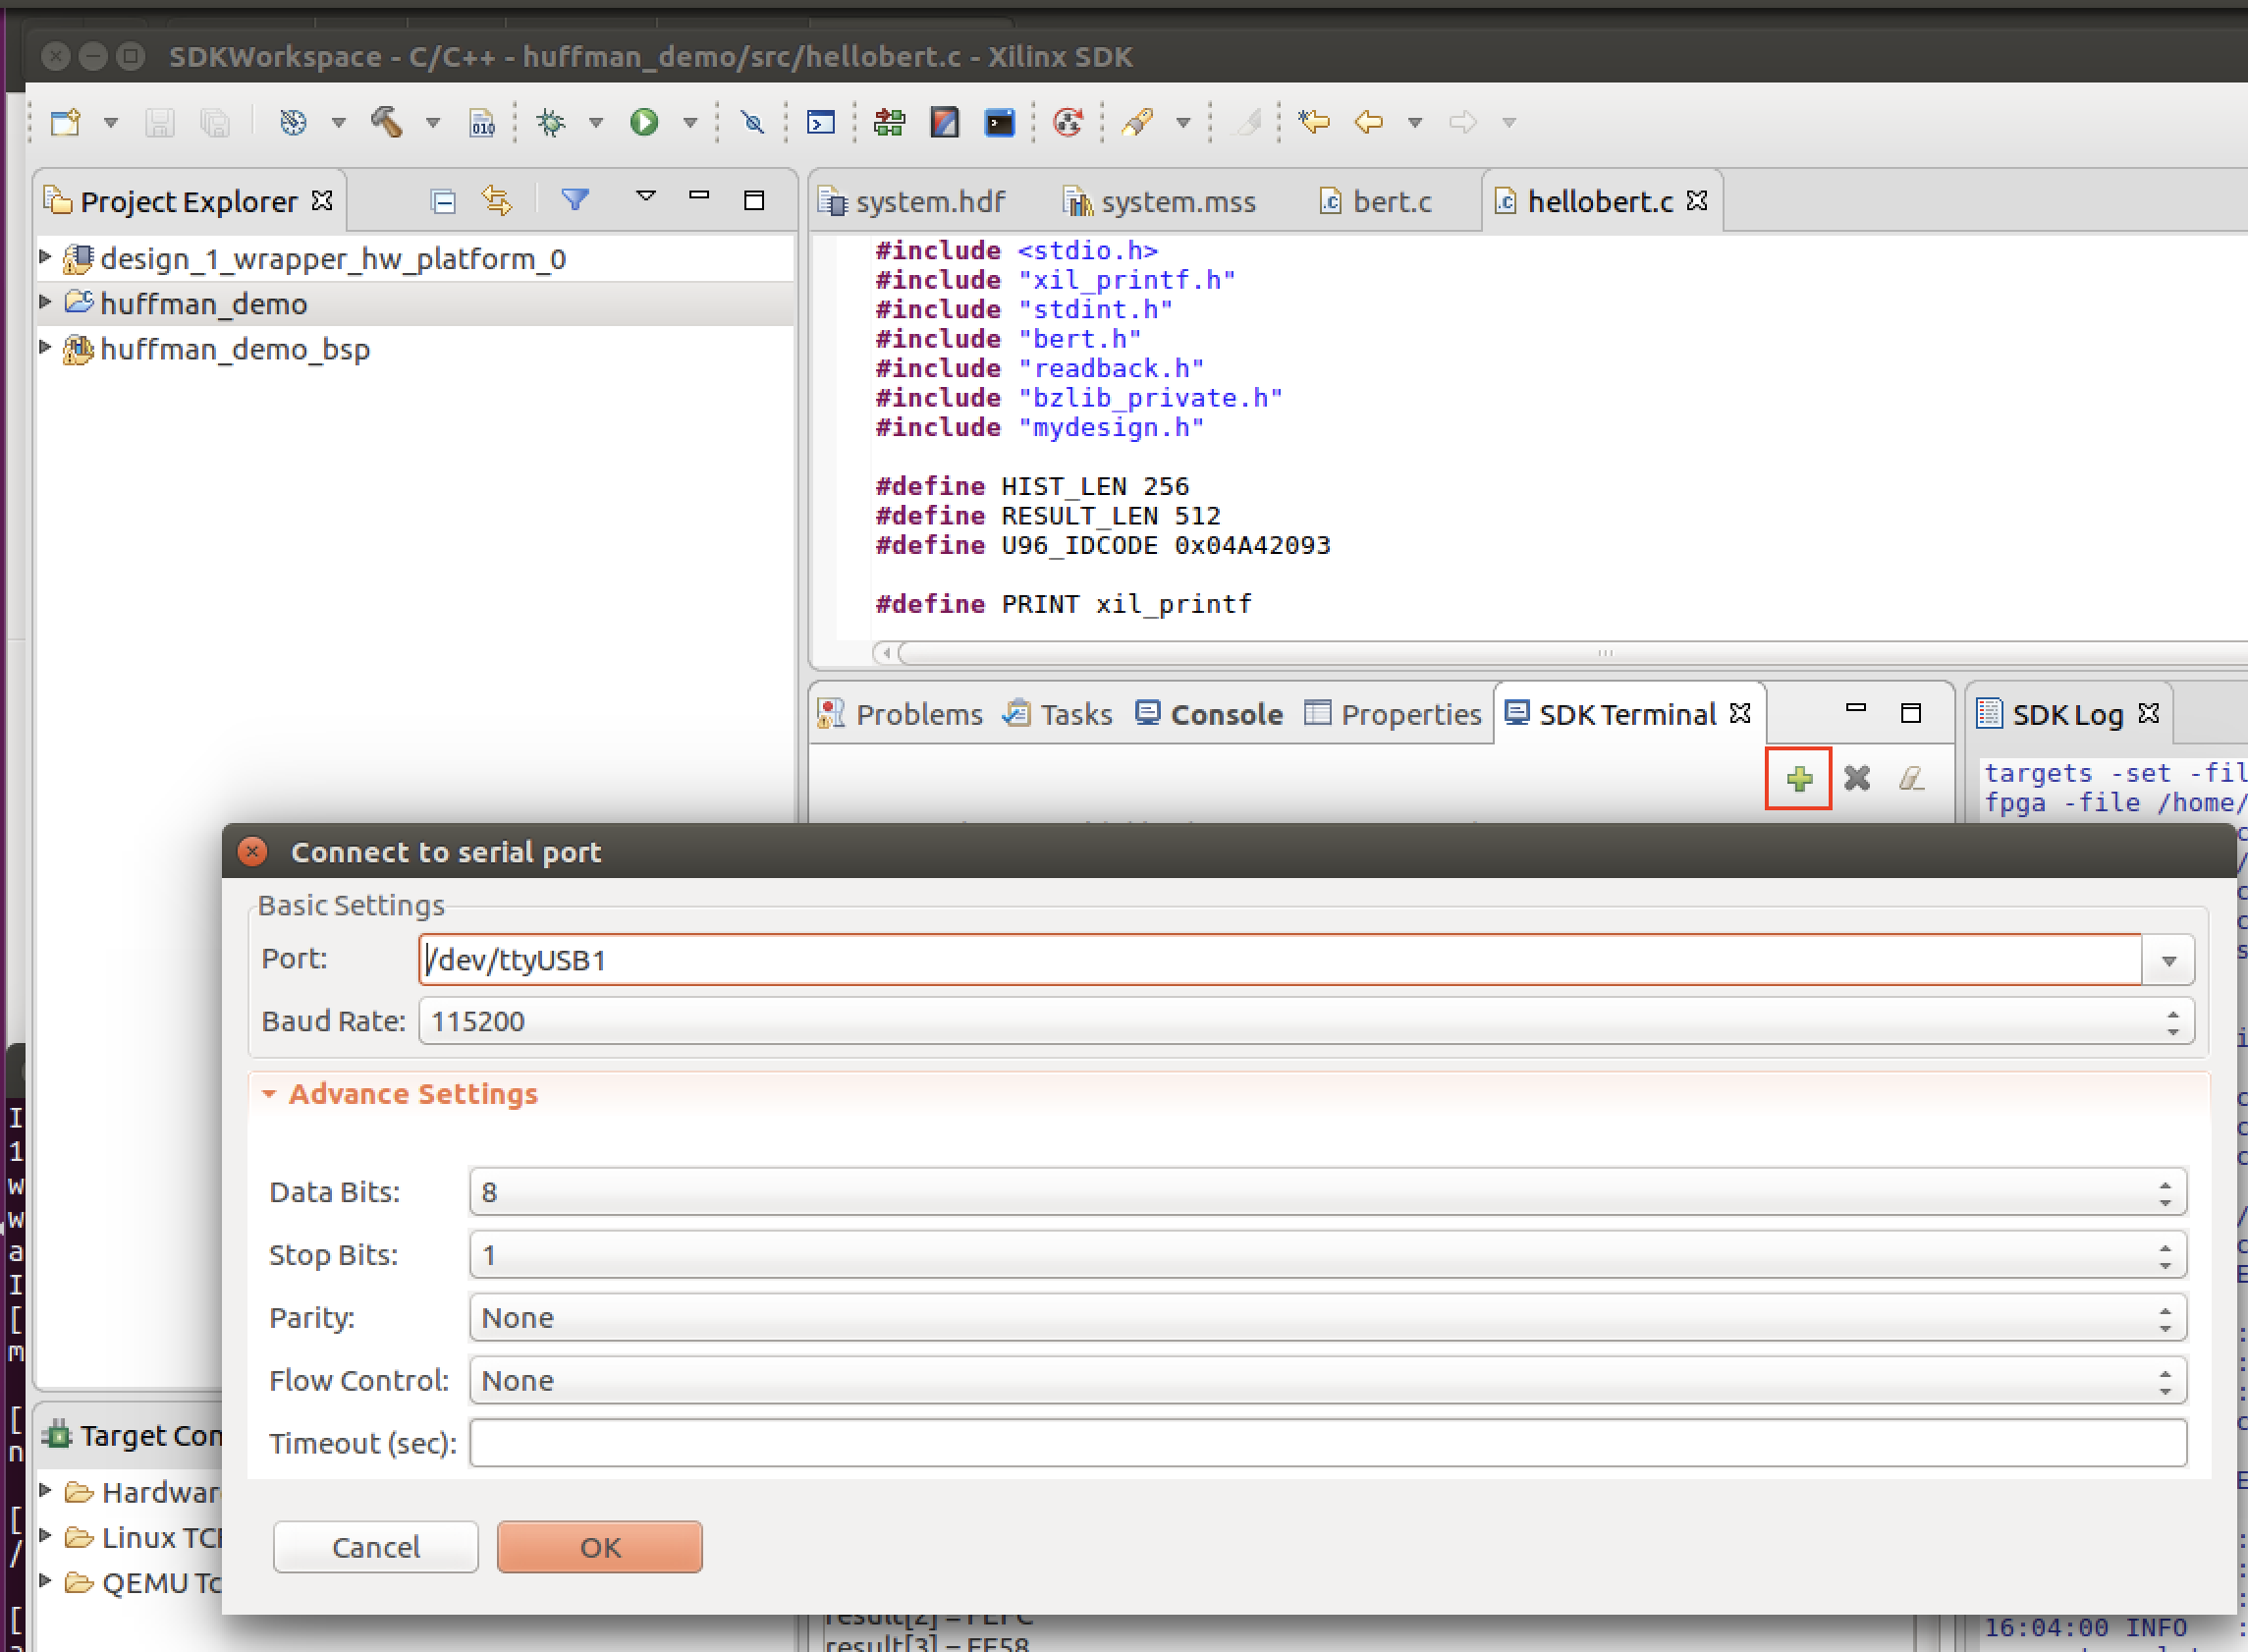 SDKWorkspace - C/C++ - huffman_demo/src/hellobert.c - Xilinx SDK
010
Project Explorer
design_1_wrapper_hw_platform_0
huffman_demo
huffman_demo_bsp
system.hdf
system.mss
bert.c
hellobert.c
#include <stdio.h>
#include "xil_printf.h"
#include "stdint.h"
#include "bert.h"
#include "readback.h"
#include "bzlib_private.h"
#include "mydesign.h"
#define HIST_LEN 256
#define RESULT_LEN 512
#define U96_IDCODE 0x04A42093
#define PRINT xil_printf
Problems
Tasks
Console
Properties
SDK Terminal
SDK Log
targets -set -fil
fpga -file /home/
Connect to serial port
Basic Settings
Port: /dev/ttyUSB1
Baud Rate: 115200
Advance Settings
Data Bits: 8
Stop Bits: 1
Parity: None
Flow Control: None
Timeout (sec):
Cancel
OK
Target Con
Hardwar
Linux TCF
QEMU Tc
result[3] = FF58
16:04:00 INFO :